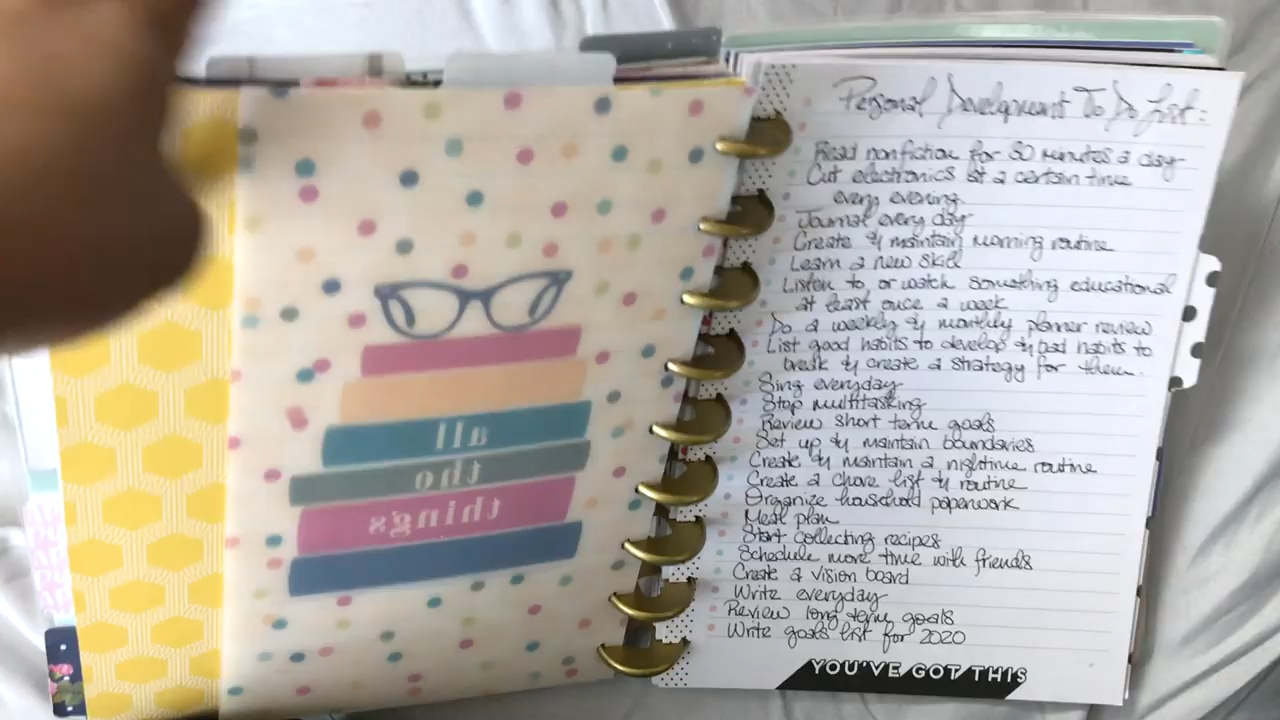 all
the
things
Personal Development To Do List:
Read nonfiction for 30 minutes a day
Cut electronics at a certain time
every evening.
Journal every day
Create & maintain morning routine
Learn a new skill
Listen to, or watch something educational
at least once a week
Do a weekly & monthly planner review
List good habits to develop & bad habits to
break & create a strategy for them.
Sing everyday
Stop multitasking
Review short term goals
Set up & maintain boundaries
Create & maintain a nightime routine
Create a chore list & routine
Organize household paperwork
Meal plan
Start collecting recipes
Schedule more time with friends
Create a vision board
Write everyday
Review long term goals
Write goals list for 2020
YOU'VE GOT THIS